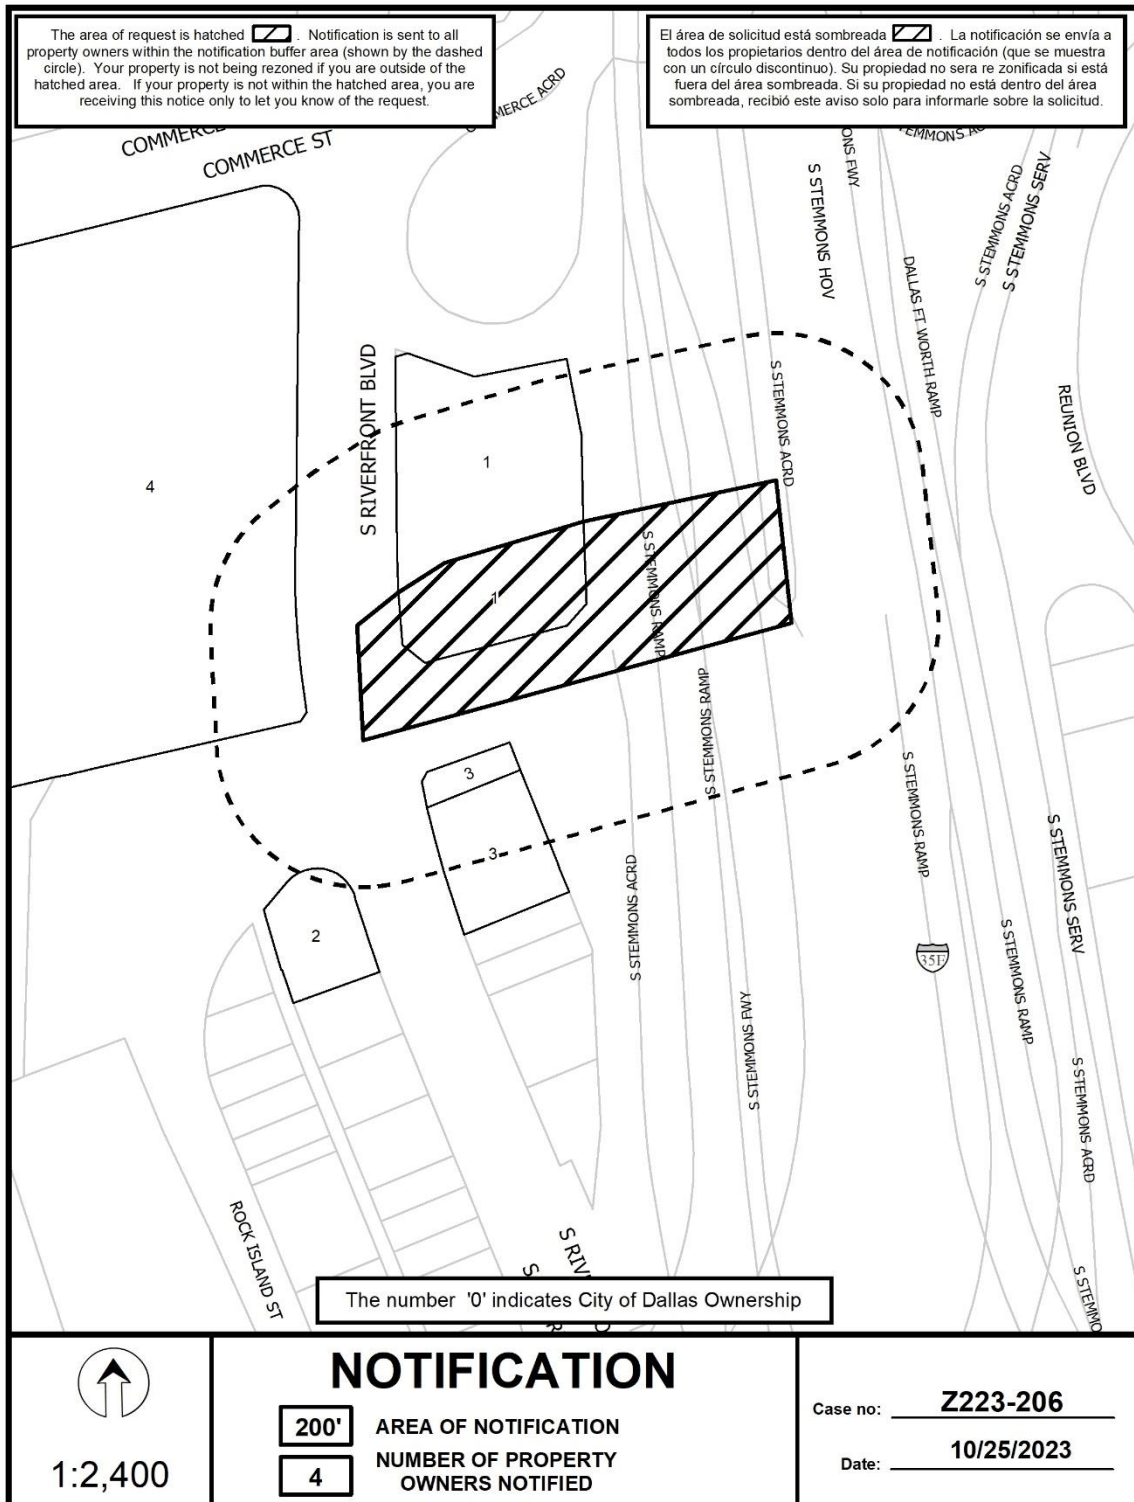 The area of request is hatched . Notification is sent to all
property owners within the notification buffer area (shown by the dashed
circle). Your property is not being rezoned if you are outside of the
hatched area. If your property is not within the hatched area, you are
receiving this notice only to let you know of the request.
El área de solicitud está sombreada . La notificación se envía a
todos los propietarios dentro del área de notificación (que se muestra
con un círculo discontinuo). Su propiedad no sera re zonificada si está
fuera del área sombreada. Si su propiedad no está dentro del área
sombreada, recibió este aviso solo para informarle sobre la solicitud.
COMMERCE ST
S STEMMONS HOV
S STEMMONS ACRD
S STEMMONS SERV
DALLAS FT WORTH RAMP
S RIVERFRONT BLVD
S STEMMONS ACRD
REUNION BLVD
4
1
1
S STEMMONS RAMP
S STEMMONS RAMP
3
3
2
S STEMMONS RAMP
S STEMMONS SERV
S STEMMONS ACRD
S STEMMONS RAMP
35E
S STEMMONS FWY
S STEMMONS ACRD
ROCK ISLAND ST
The number '0' indicates City of Dallas Ownership
1:2,400
NOTIFICATION
200' AREA OF NOTIFICATION
4 NUMBER OF PROPERTY
OWNERS NOTIFIED
Case no: Z223-206
Date: 10/25/2023